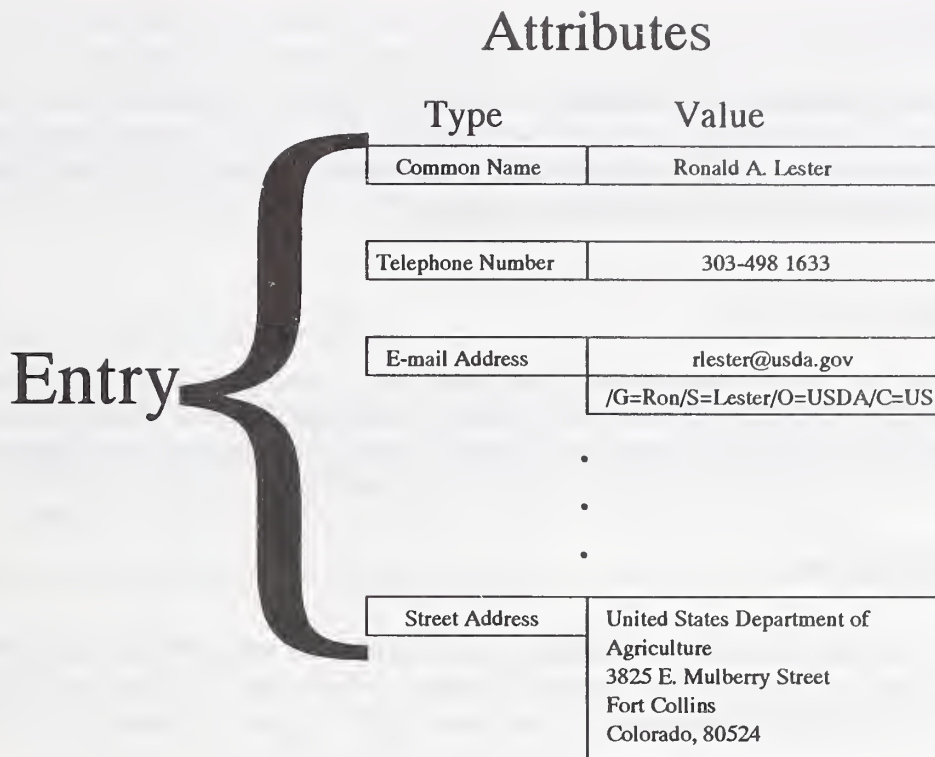 Attributes
Type Value
Common Name Ronald A. Lester
Telephone Number 303-498 1633
E-mail Address rlester@usda.gov
Entry
/G=Ron/S=Lester/O=USDA/C=US
.
.
.
Street Address United States Department of
Agriculture
3825 E. Mulberry Street
Fort Collins
Colorado, 80524